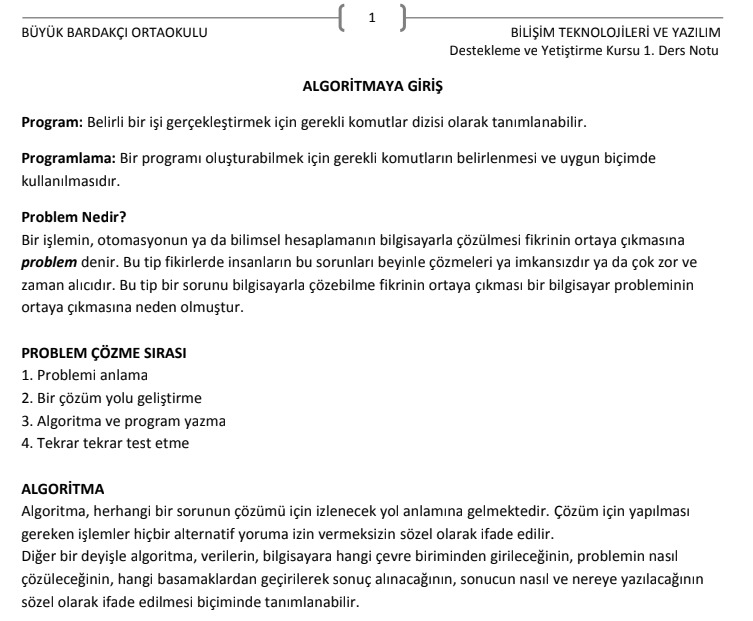 1
BÜYÜK BARDAKÇI ORTAOKULU
BİLİŞİM TEKNOLOJİLERİ VE YAZILIM
Destekleme ve Yetiştirme Kursu 1. Ders Notu
ALGORİTMAYA GİRİŞ
Program: Belirli bir işi gerçekleştirmek için gerekli komutlar dizisi olarak tanımlanabilir.
Programlama: Bir programı oluşturabilmek için gerekli komutların belirlenmesi ve uygun biçimde
kullanılmasıdır.
Problem Nedir?
Bir işlemin, otomasyonun ya da bilimsel hesaplamanın bilgisayarla çözülmesi fikrinin ortaya çıkmasına
problem denir. Bu tip fikirlerde insanların bu sorunları beyinle çözmeleri ya imkansızdır ya da çok zor ve
zaman alıcıdır. Bu tip bir sorunu bilgisayarla çözebilme fikrinin ortaya çıkması bir bilgisayar probleminin
ortaya çıkmasına neden olmuştur.
PROBLEM ÇÖZME SIRASI
1. Problemi anlama
2. Bir çözüm yolu geliştirme
3. Algoritma ve program yazma
4. Tekrar tekrar test etme
ALGORİTMA
Algoritma, herhangi bir sorunun çözümü için izlenecek yol anlamına gelmektedir. Çözüm için yapılması
gereken işlemler hiçbir alternatif yoruma izin vermeksizin sözel olarak ifade edilir.
Diğer bir deyişle algoritma, verilerin, bilgisayara hangi çevre biriminden girileceğinin, problemin nasıl
çözüleceğinin, hangi basamaklardan geçirilerek sonuç alınacağının, sonucun nasıl ve nereye yazılacağının
sözel olarak ifade edilmesi biçiminde tanımlanabilir.